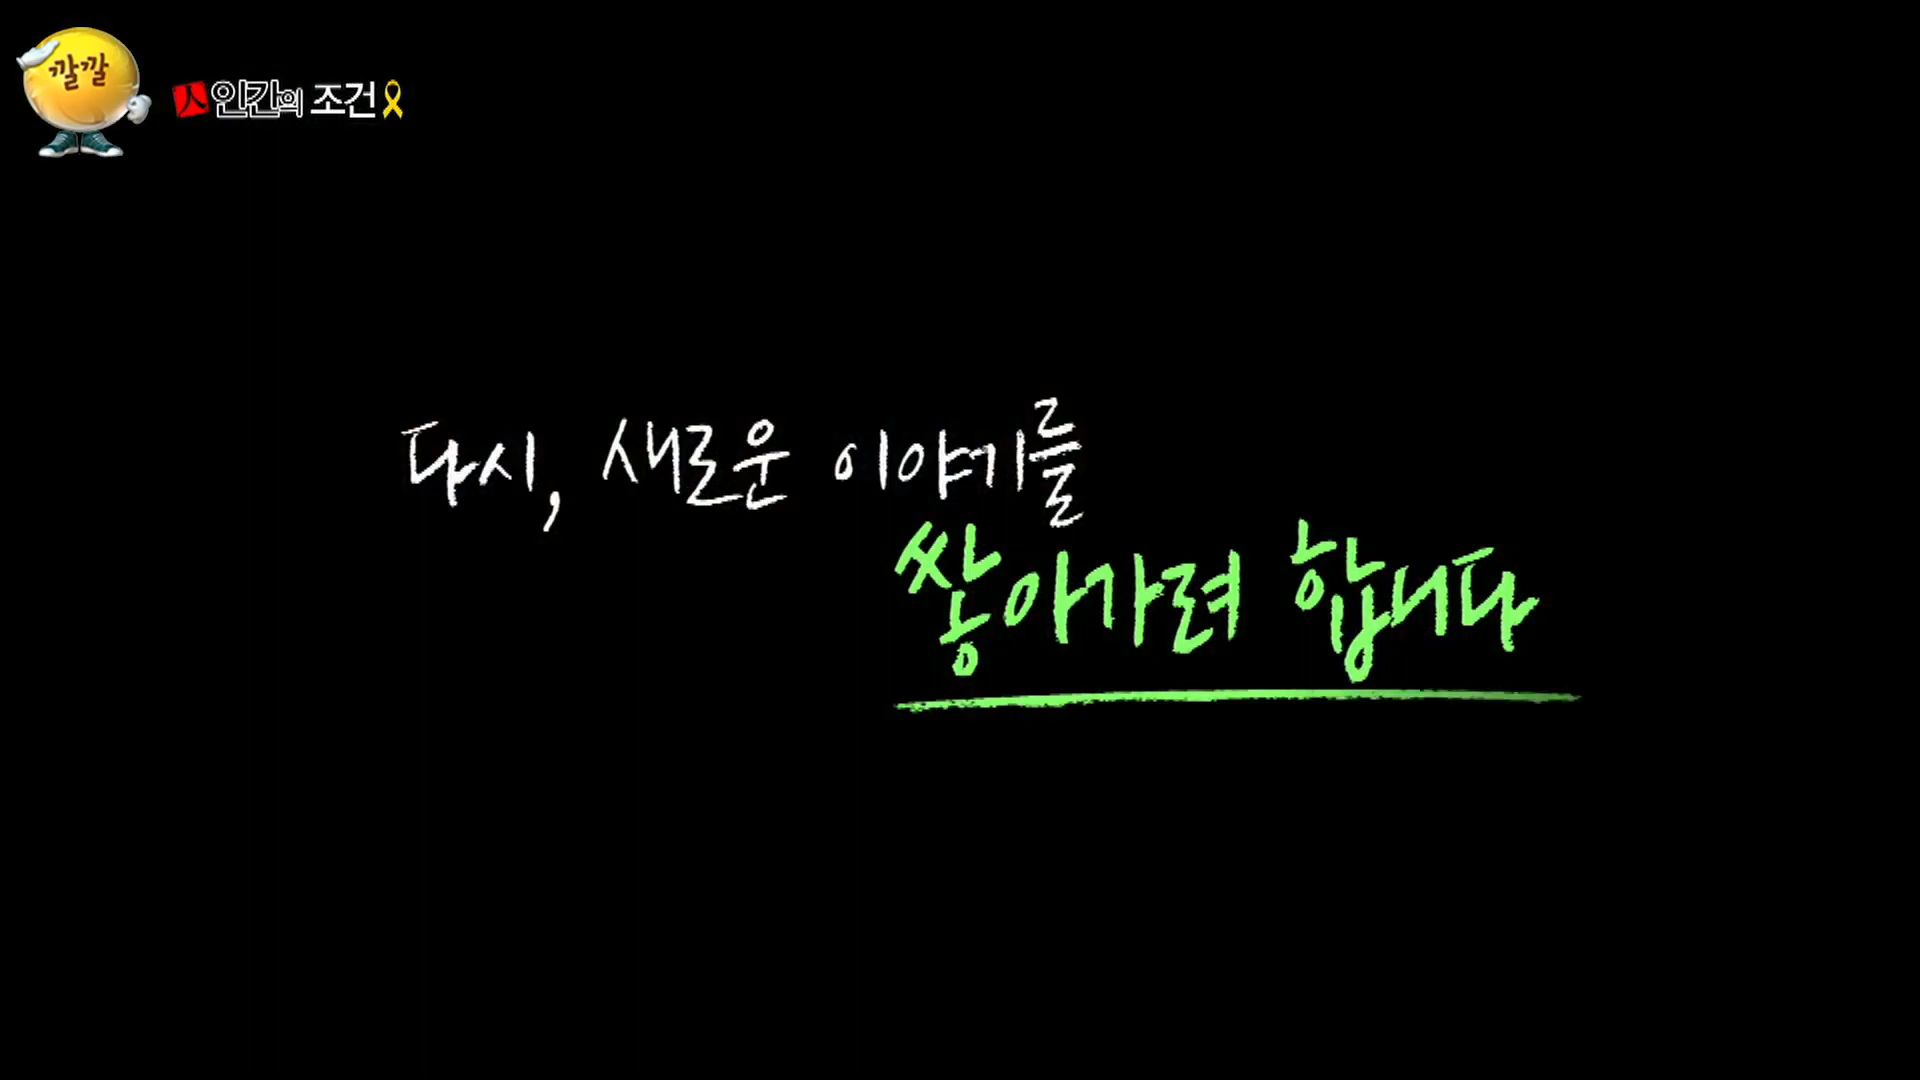 깔깔
人 인간의 조건
다시, 새로운 이야기를
쌓아가려 합니다